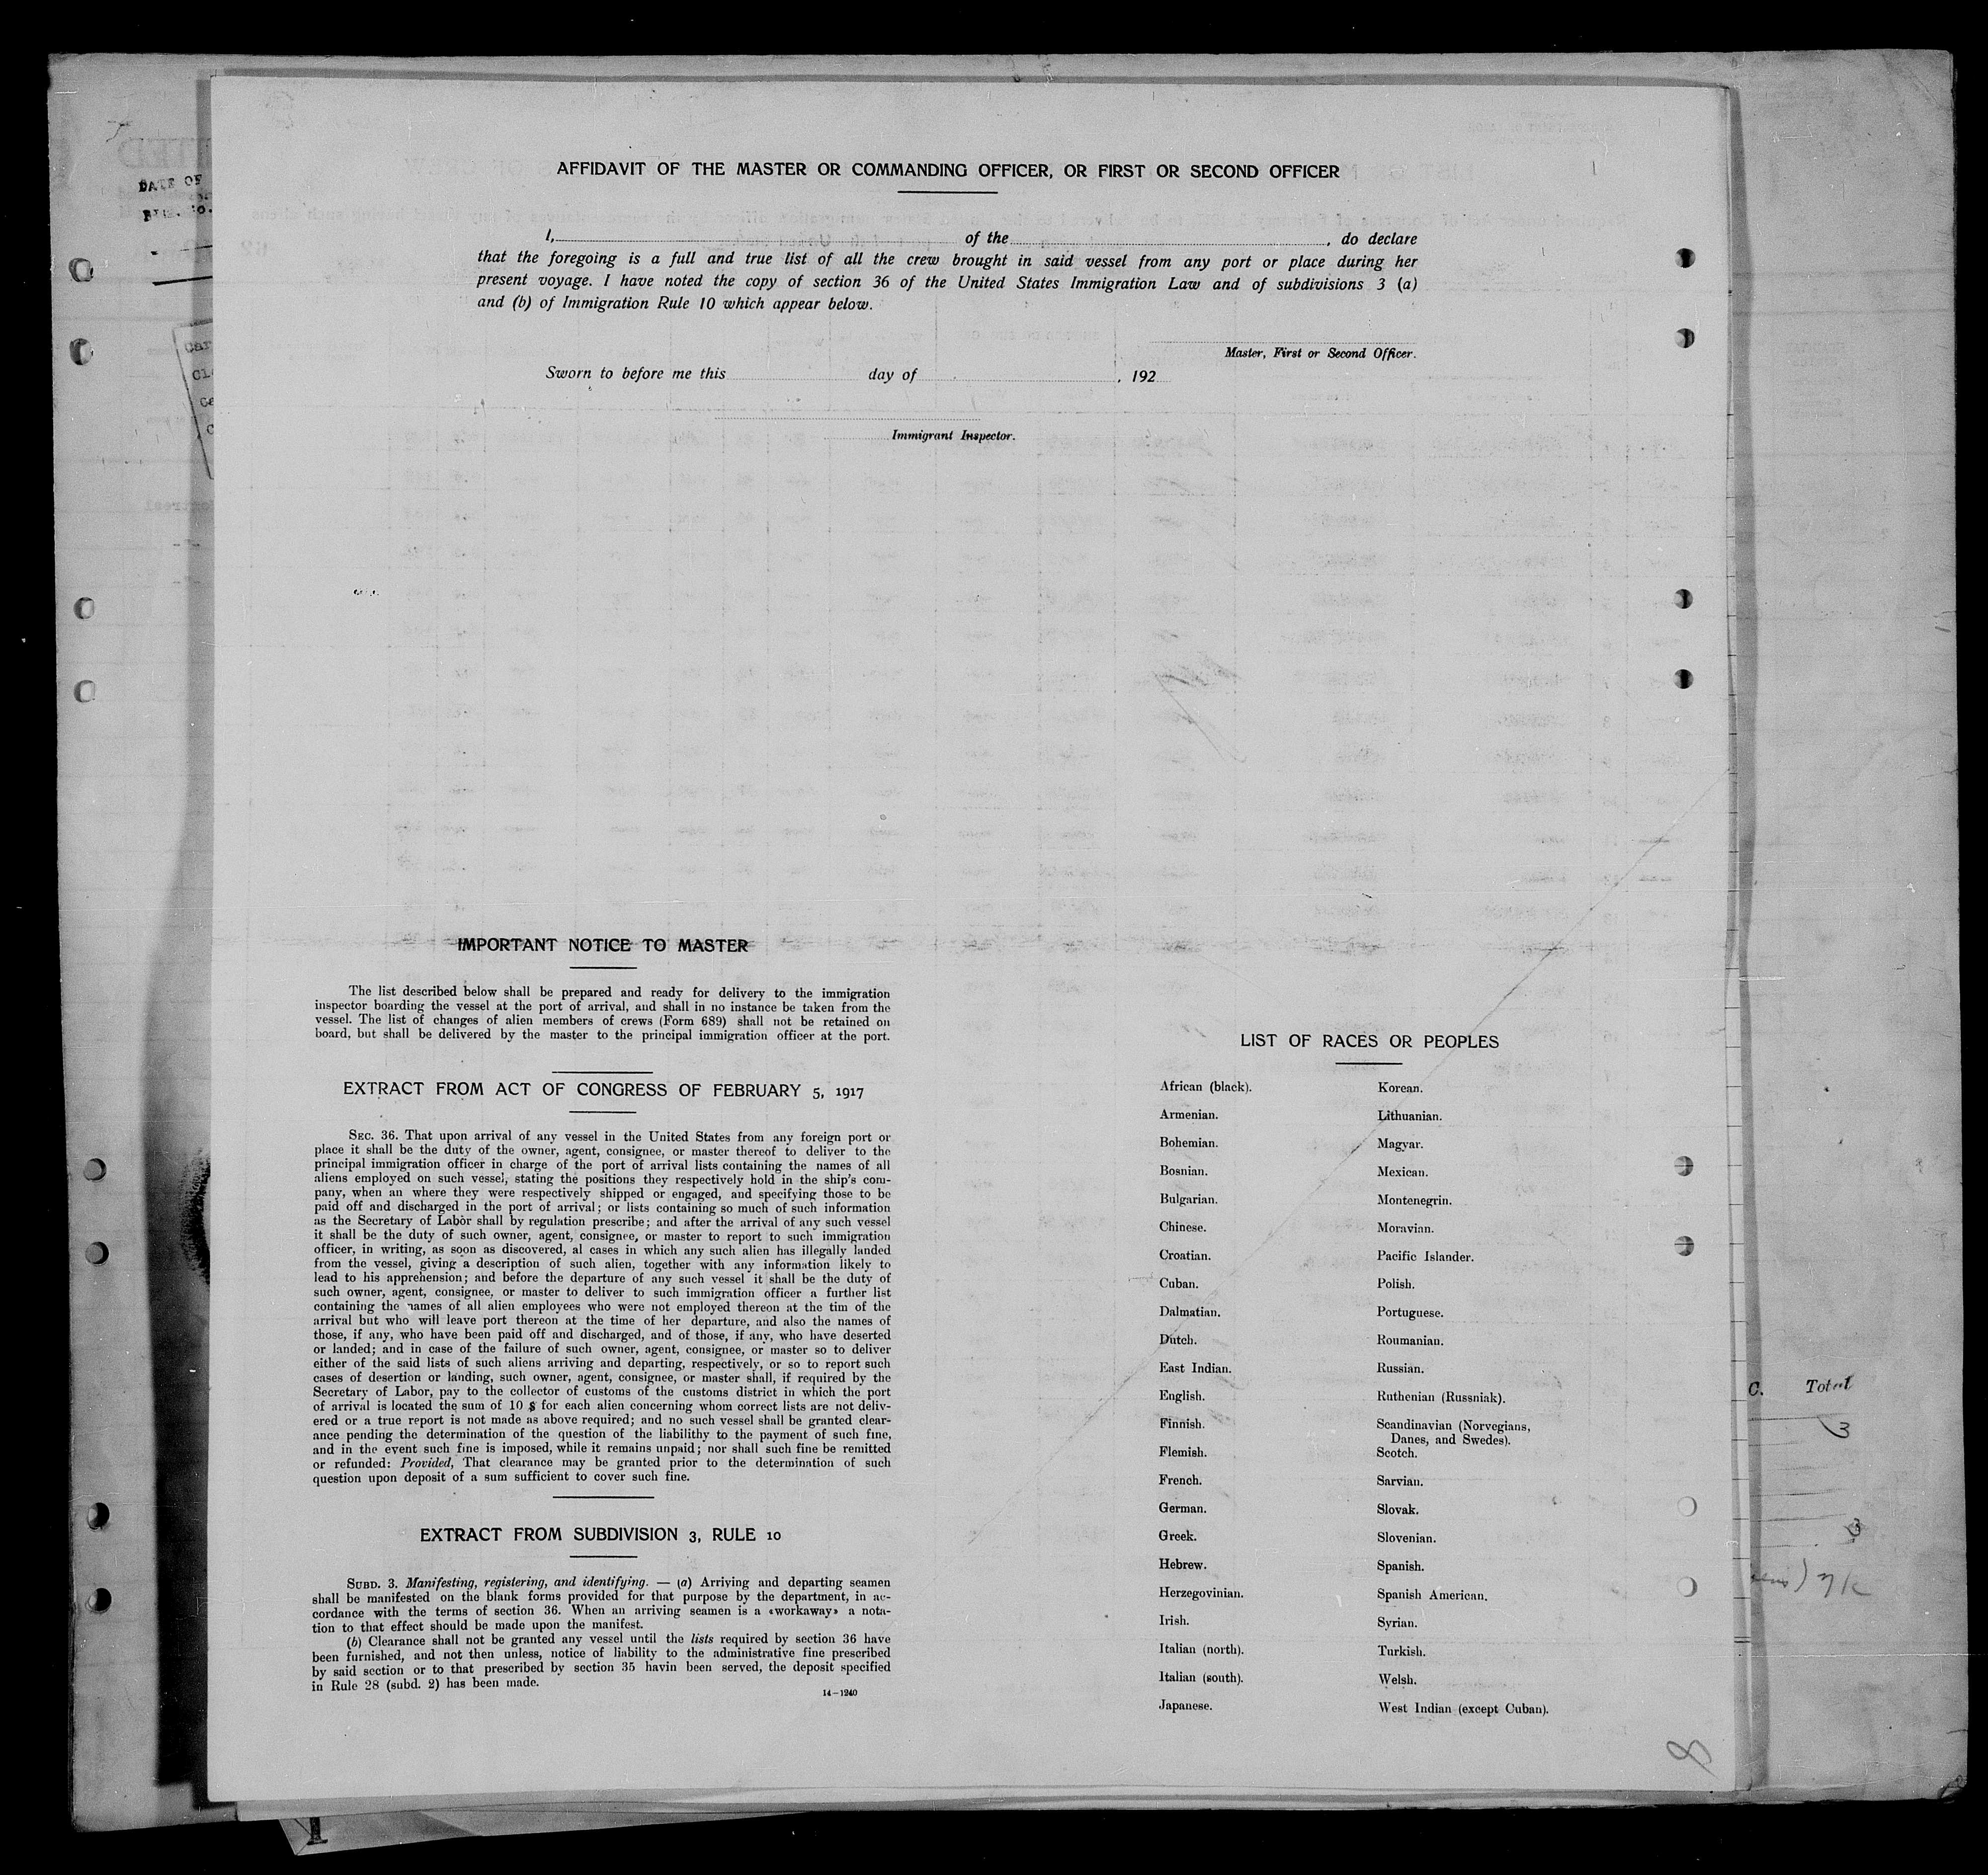 AFFIDAVIT OF THE MASTER OR COMMANDING OFFICER, OR FIRST OR SECOND OFFICER
I, of the , do declare
that the foregoing is a full and true list of all the crew brought in said vessel from any port or place during her
present voyage. I have noted the copy of section 36 of the United States Immigration Law and of subdivisions 3 (a)
and (b) of Immigration Rule 10 which appear below.
Master, First or Second Officer.
Sworn to before me this day of , 192
Immigrant Inspector.
DATE OF
IMPORTANT NOTICE TO MASTER
The list described below shall be prepared and ready for delivery to the immigration
inspector boarding the vessel at the port of arrival, and shall in no instance be taken from the
vessel. The list of changes of alien members of crews (Form 689) shall not be retained on
board, but shall be delivered by the master to the principal immigration officer at the port.
EXTRACT FROM ACT OF CONGRESS OF FEBRUARY 5, 1917
SEC. 36. That upon arrival of any vessel in the United States from any foreign port or
place it shall be the duty of the owner, agent, consignee, or master thereof to deliver to the
principal immigration officer in charge of the port of arrival lists containing the names of all
aliens employed on such vessel, stating the positions they respectively hold in the ship's com-
pany, when an where they were respectively shipped or engaged, and specifying those to be
paid off and discharged in the port of arrival; or lists containing so much of such information
as the Secretary of Labor shall by regulation prescribe; and after the arrival of any such vessel
it shall be the duty of such owner, agent, consignee, or master to report to such immigration
officer, in writing, as soon as discovered, al cases in which any such alien has illegally landed
from the vessel, giving a description of such alien, together with any information likely to
lead to his apprehension; and before the departure of any such vessel it shall be the duty of
such owner, agent, consignee, or master to deliver to such immigration officer a further list
containing the names of all alien employees who were not employed thereon at the tim of the
arrival but who will leave port thereon at the time of her departure, and also the names of
those, if any, who have been paid off and discharged, and of those, if any, who have deserted
or landed; and in case of the failure of such owner, agent, consignee, or master so to deliver
either of the said lists of such aliens arriving and departing, respectively, or so to report such
cases of desertion or landing, such owner, agent, consignee, or master shall, if required by the
Secretary of Labor, pay to the collector of customs of the customs district in which the port
of arrival is located the sum of 10 $ for each alien concerning whom correct lists are not deliv-
ered or a true report is not made as above required; and no such vessel shall be granted clear-
ance pending the determination of the question of the liabilithy to the payment of such fine,
and in the event such fine is imposed, while it remains unpaid; nor shall such fine be remitted
or refunded: Provided, That clearance may be granted prior to the determination of such
question upon deposit of a sum sufficient to cover such fine.
EXTRACT FROM SUBDIVISION 3, RULE 10
SUBD. 3. Manifesting, registering, and identifying. — (a) Arriving and departing seamen
shall be manifested on the blank forms provided for that purpose by the department, in ac-
cordance with the terms of section 36. When an arriving seamen is a «workaway» a nota-
tion to that effect should be made upon the manifest.
(b) Clearance shall not be granted any vessel until the lists required by section 36 have
been furnished, and not then unless, notice of liability to the administrative fine prescribed
by said section or to that prescribed by section 35 havin been served, the deposit specified
in Rule 28 (subd. 2) has been made.
14—1240
LIST OF RACES OR PEOPLES
African (black).
Armenian.
Bohemian.
Bosnian.
Bulgarian.
Chinese.
Croatian.
Cuban.
Dalmatian.
Dutch.
East Indian.
English.
Finnish.
Flemish.
French.
German.
Greek.
Hebrew.
Herzegovinian.
Irish.
Italian (north).
Italian (south).
Japanese.
Korean.
Lithuanian.
Magyar.
Mexican.
Montenegrin.
Moravian.
Pacific Islander.
Polish.
Portuguese.
Roumanian.
Russian.
Ruthenian (Russniak).
Scandinavian (Norvegians,
Danes, and Swedes).
Scotch.
Sarvian.
Slovak.
Slovenian.
Spanish.
Spanish American.
Syrian.
Turkish.
Welsh.
West Indian (except Cuban).
C. Total
3
3
8